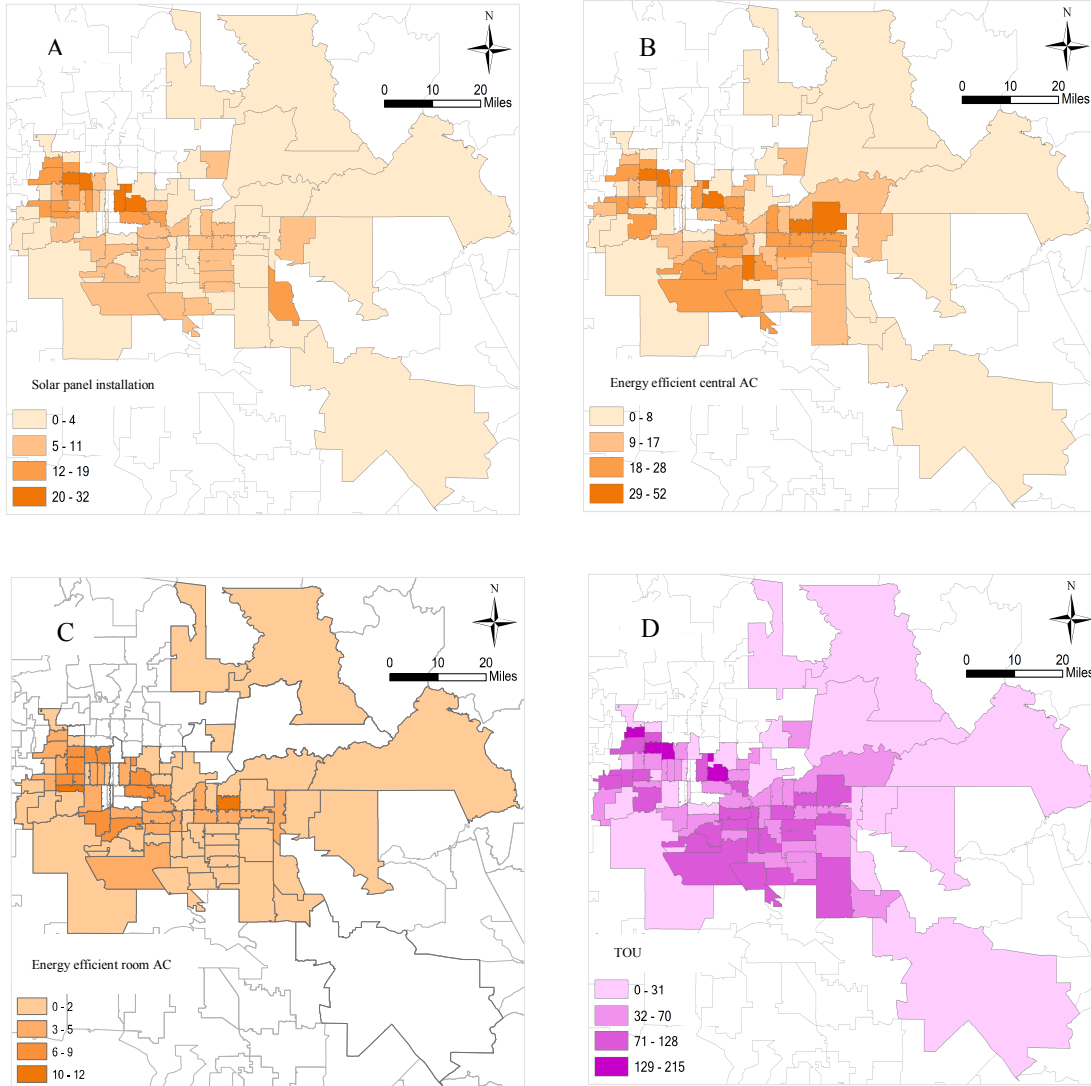 A
N
0 10 20
Miles
Solar panel installation
0 - 4
5 - 11
12 - 19
20 - 32
B
N
0 10 20
Miles
Energy efficient central AC
0 - 8
9 - 17
18 - 28
29 - 52
C
N
0 10 20
Miles
Energy efficient room AC
0 - 2
3 - 5
6 - 9
10 - 12
D
N
0 10 20
Miles
TOU
0 - 31
32 - 70
71 - 128
129 - 215